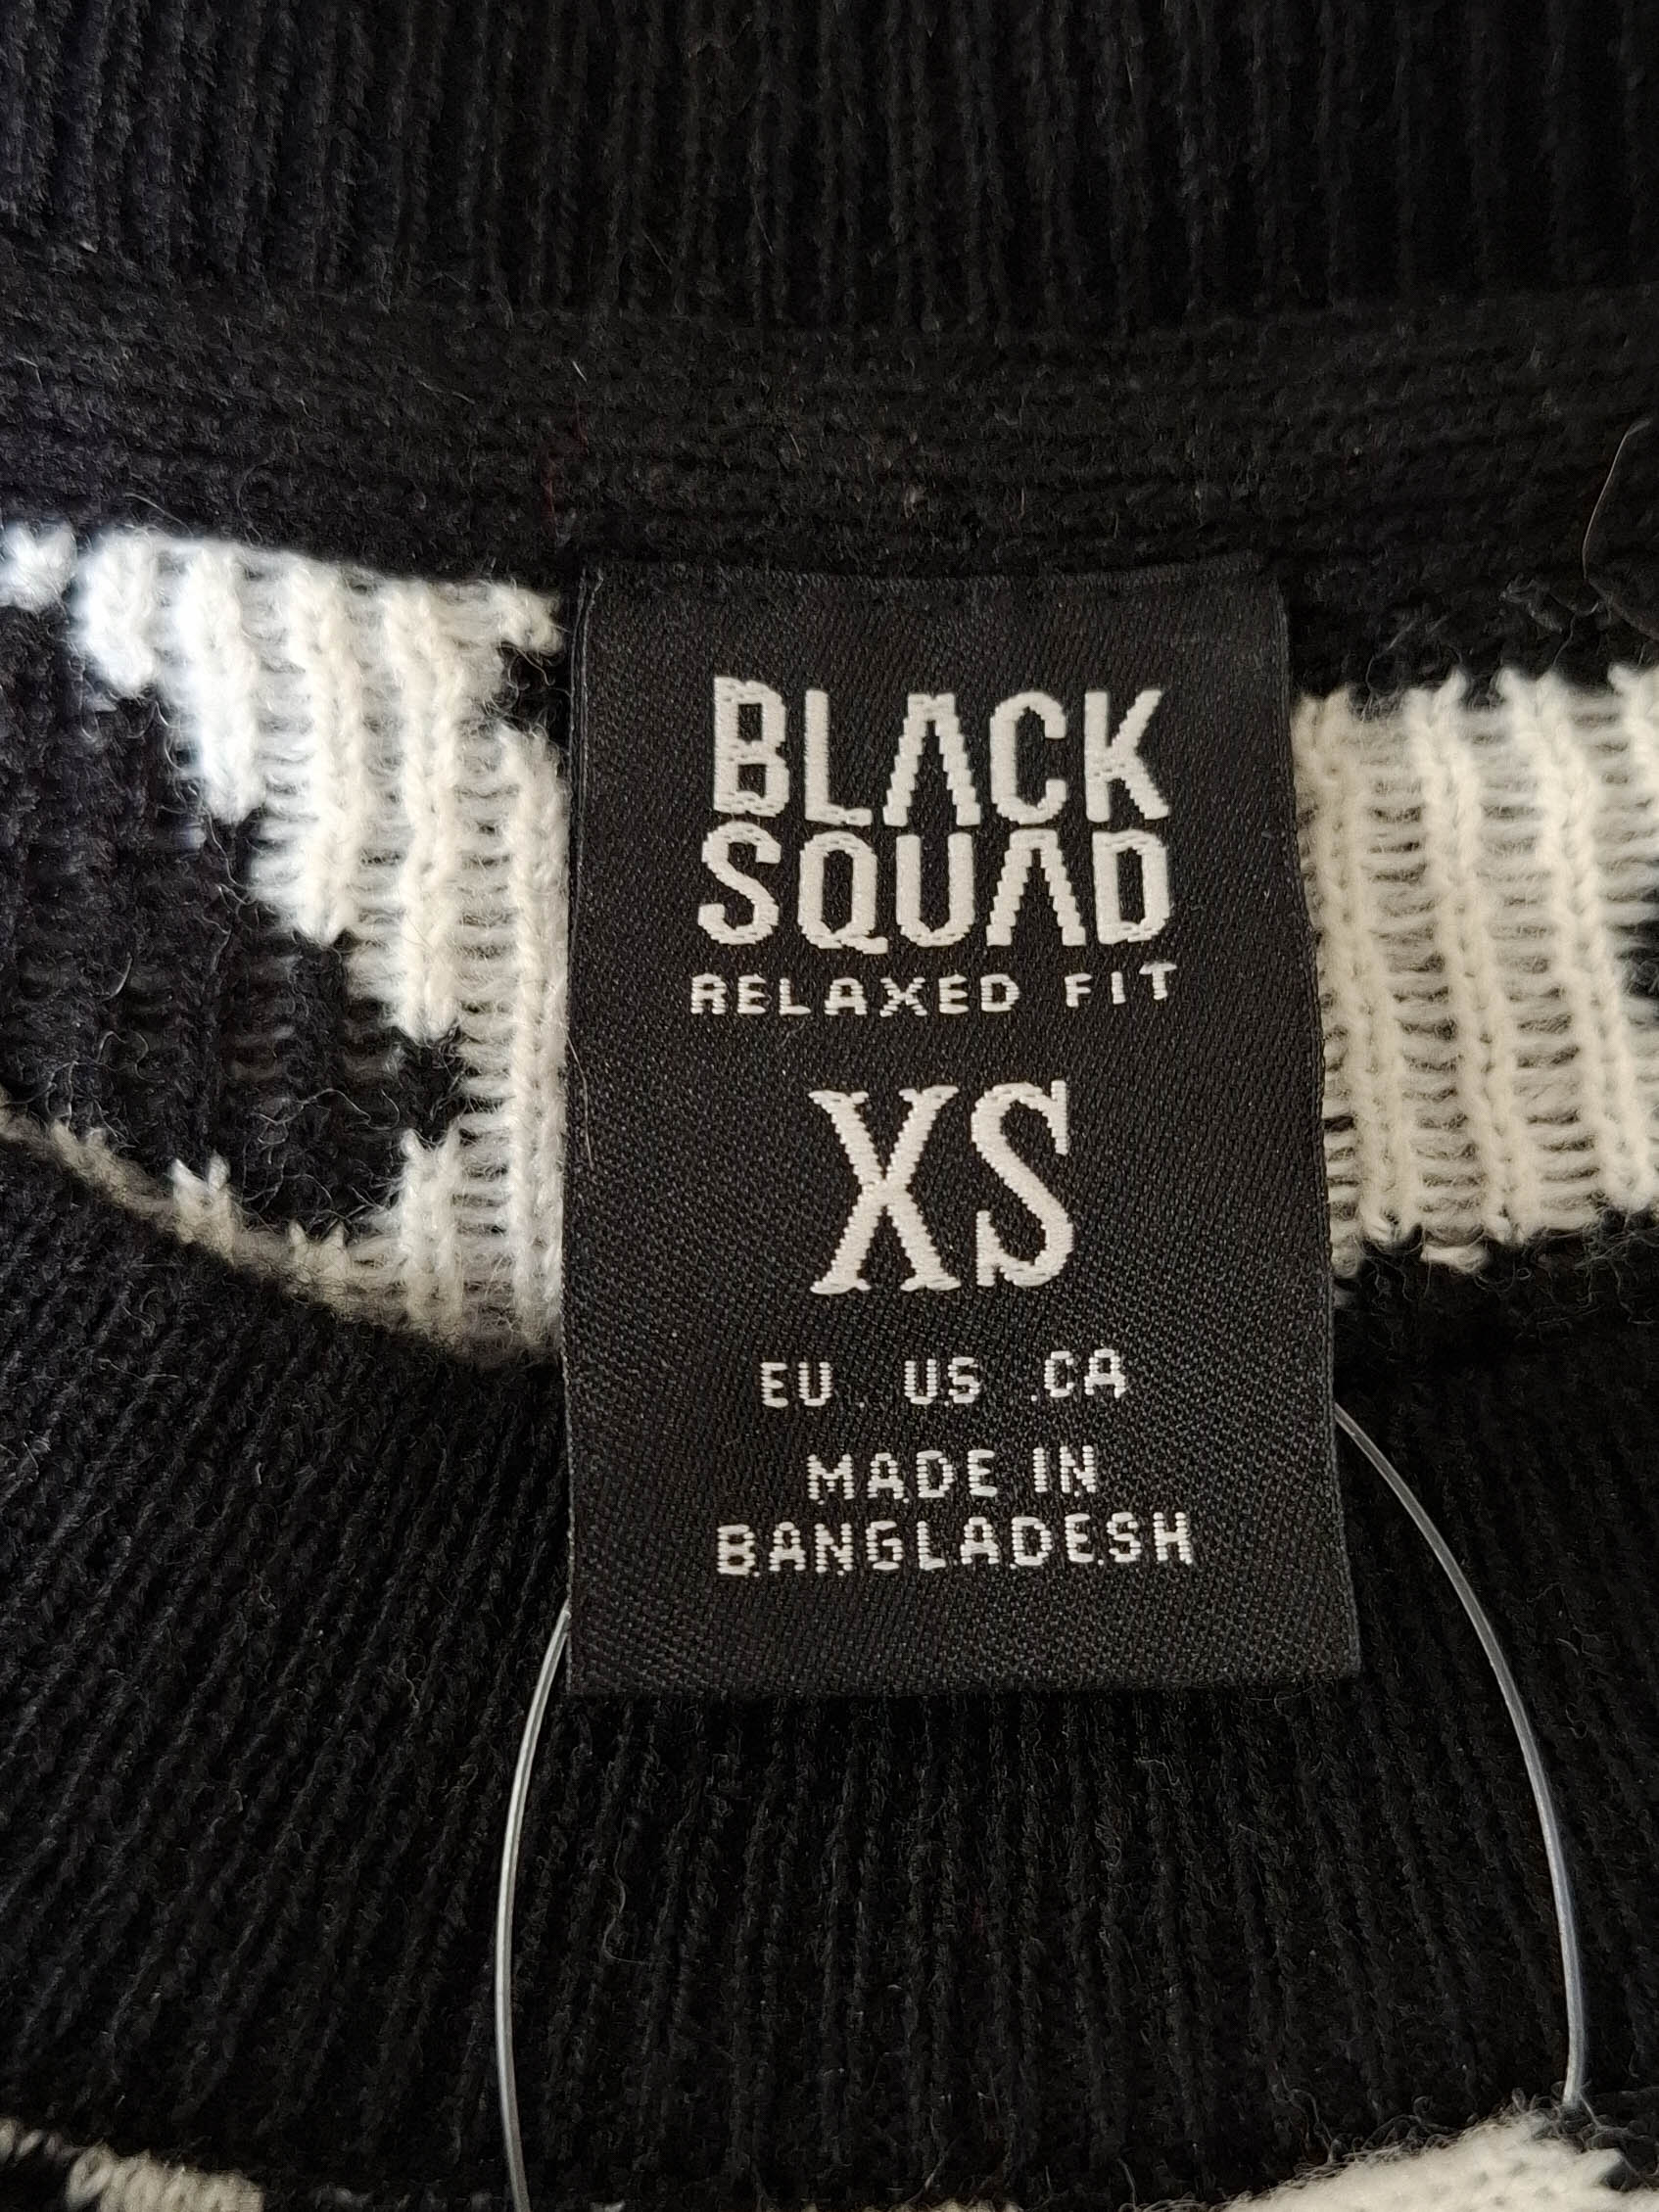 BLACK
SQUAD
RELAXED FIT
XS
EU. US .CA
MADE IN
BANGLADESH